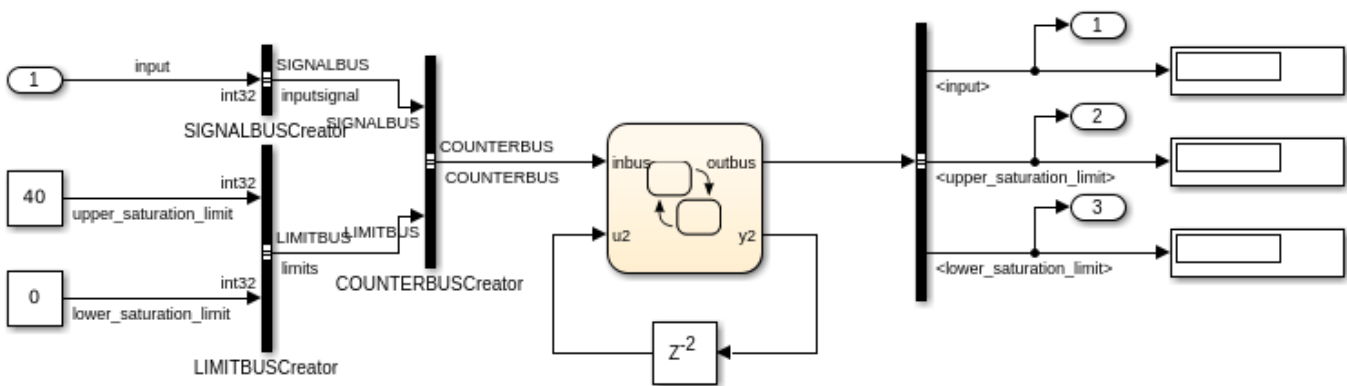 1
input
int32
SIGNALBUS
inputsignal
SIGNALBUSCreator
SIGNALBUS
40
int32
upper_saturation_limit
0
int32
lower_saturation_limit
LIMITBUS
limits
LIMITBUSCreator
LIMITBUS
COUNTERBUS
COUNTERBUS
COUNTERBUSCreator
inbus
outbus
u2
y2
Z-2
1
<input>
2
<upper_saturation_limit>
3
<lower_saturation_limit>